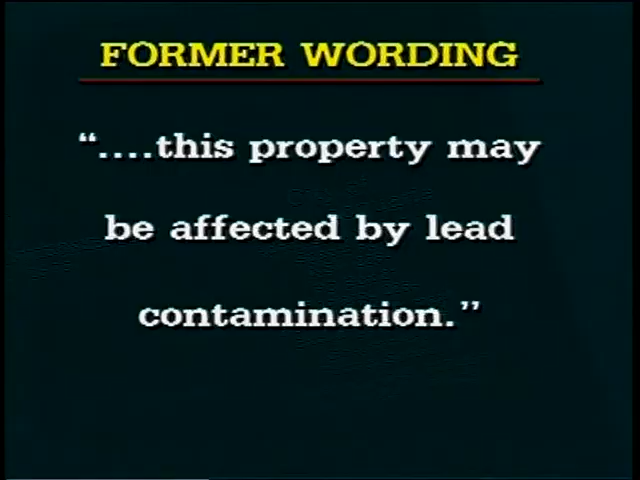 FORMER WORDING
“....this property may
be affected by lead
contamination.”